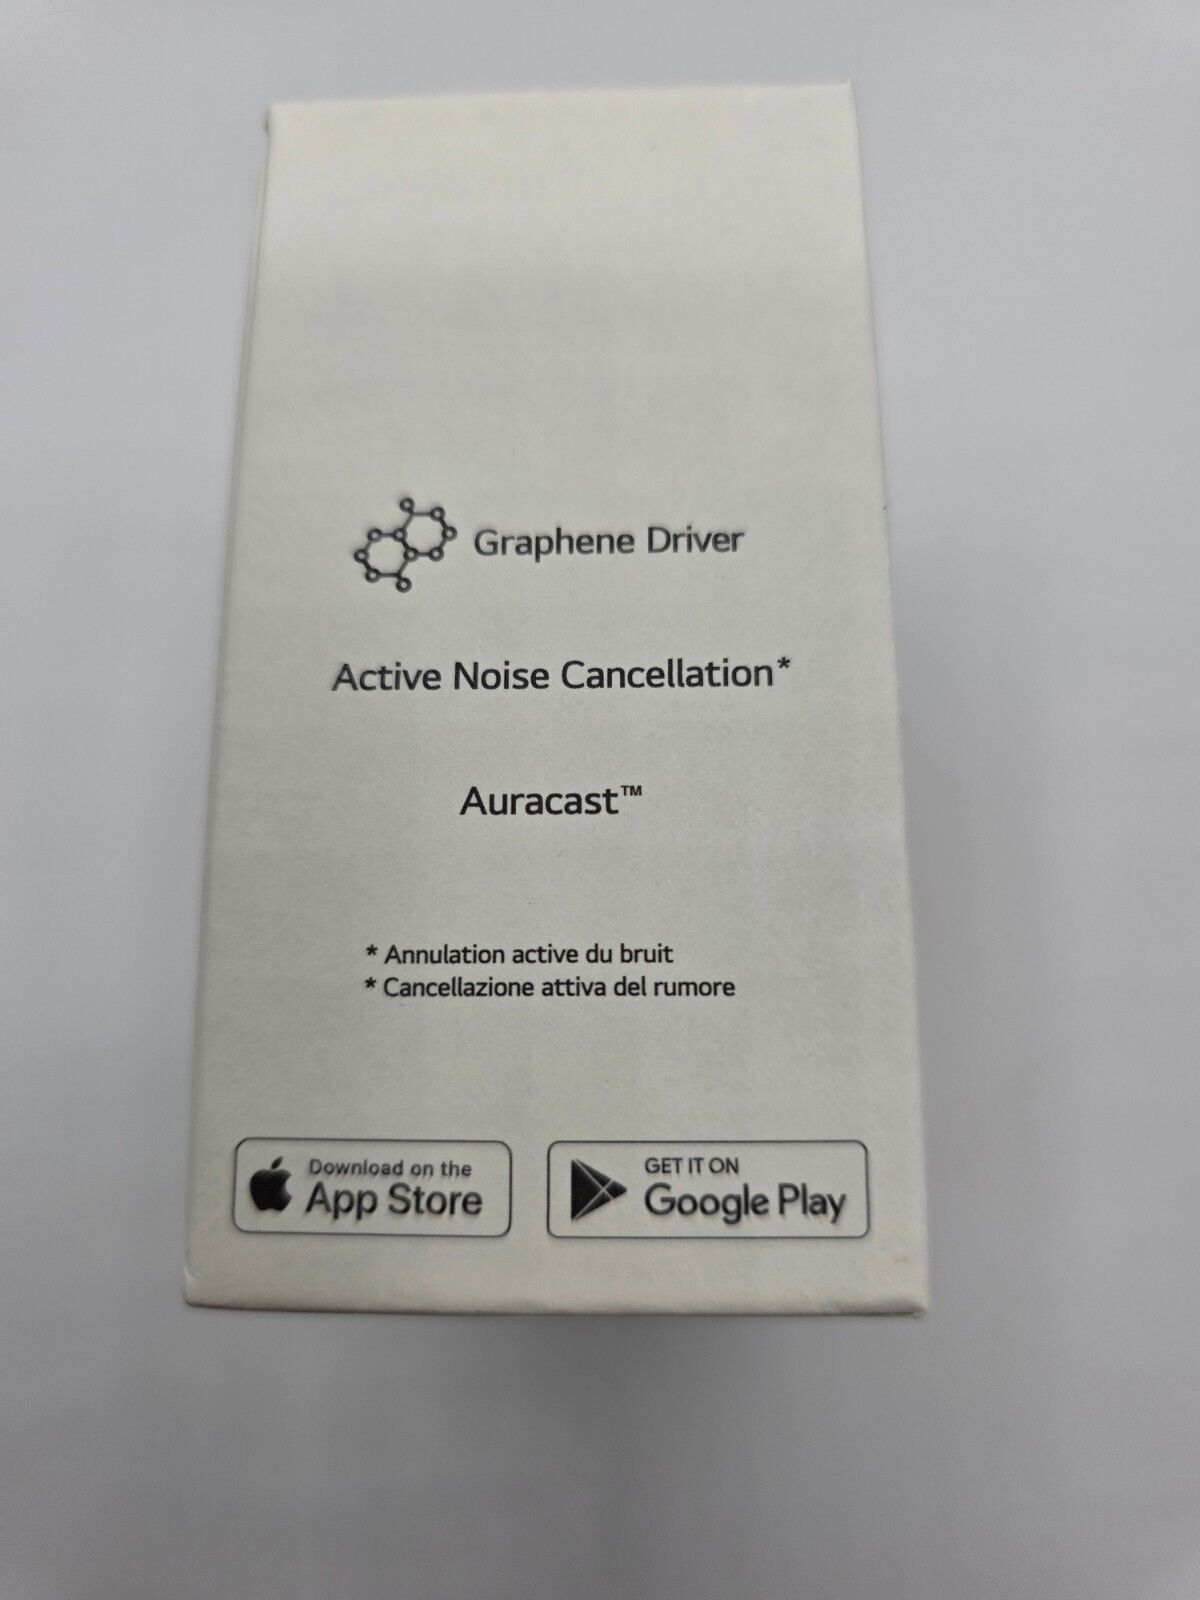 Graphene Driver
Active Noise Cancellation*
Auracast™
* Annulation active du bruit
* Cancellazione attiva del rumore
Download on the
App Store
GET IT ON
Google Play